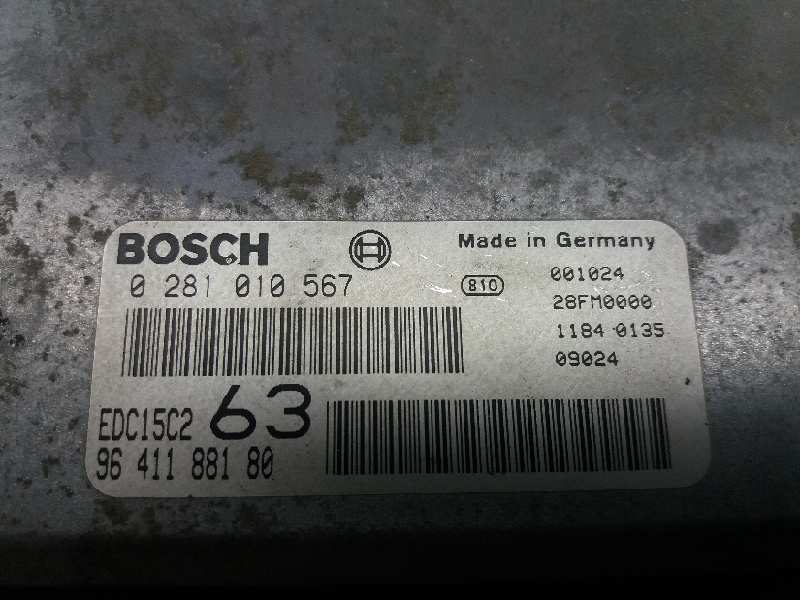 BOSCH
Made in Germany
0 281 010 567
810
001024
28FM0000
1184 0135
09024
EDC15C2
63
96 411 881 80